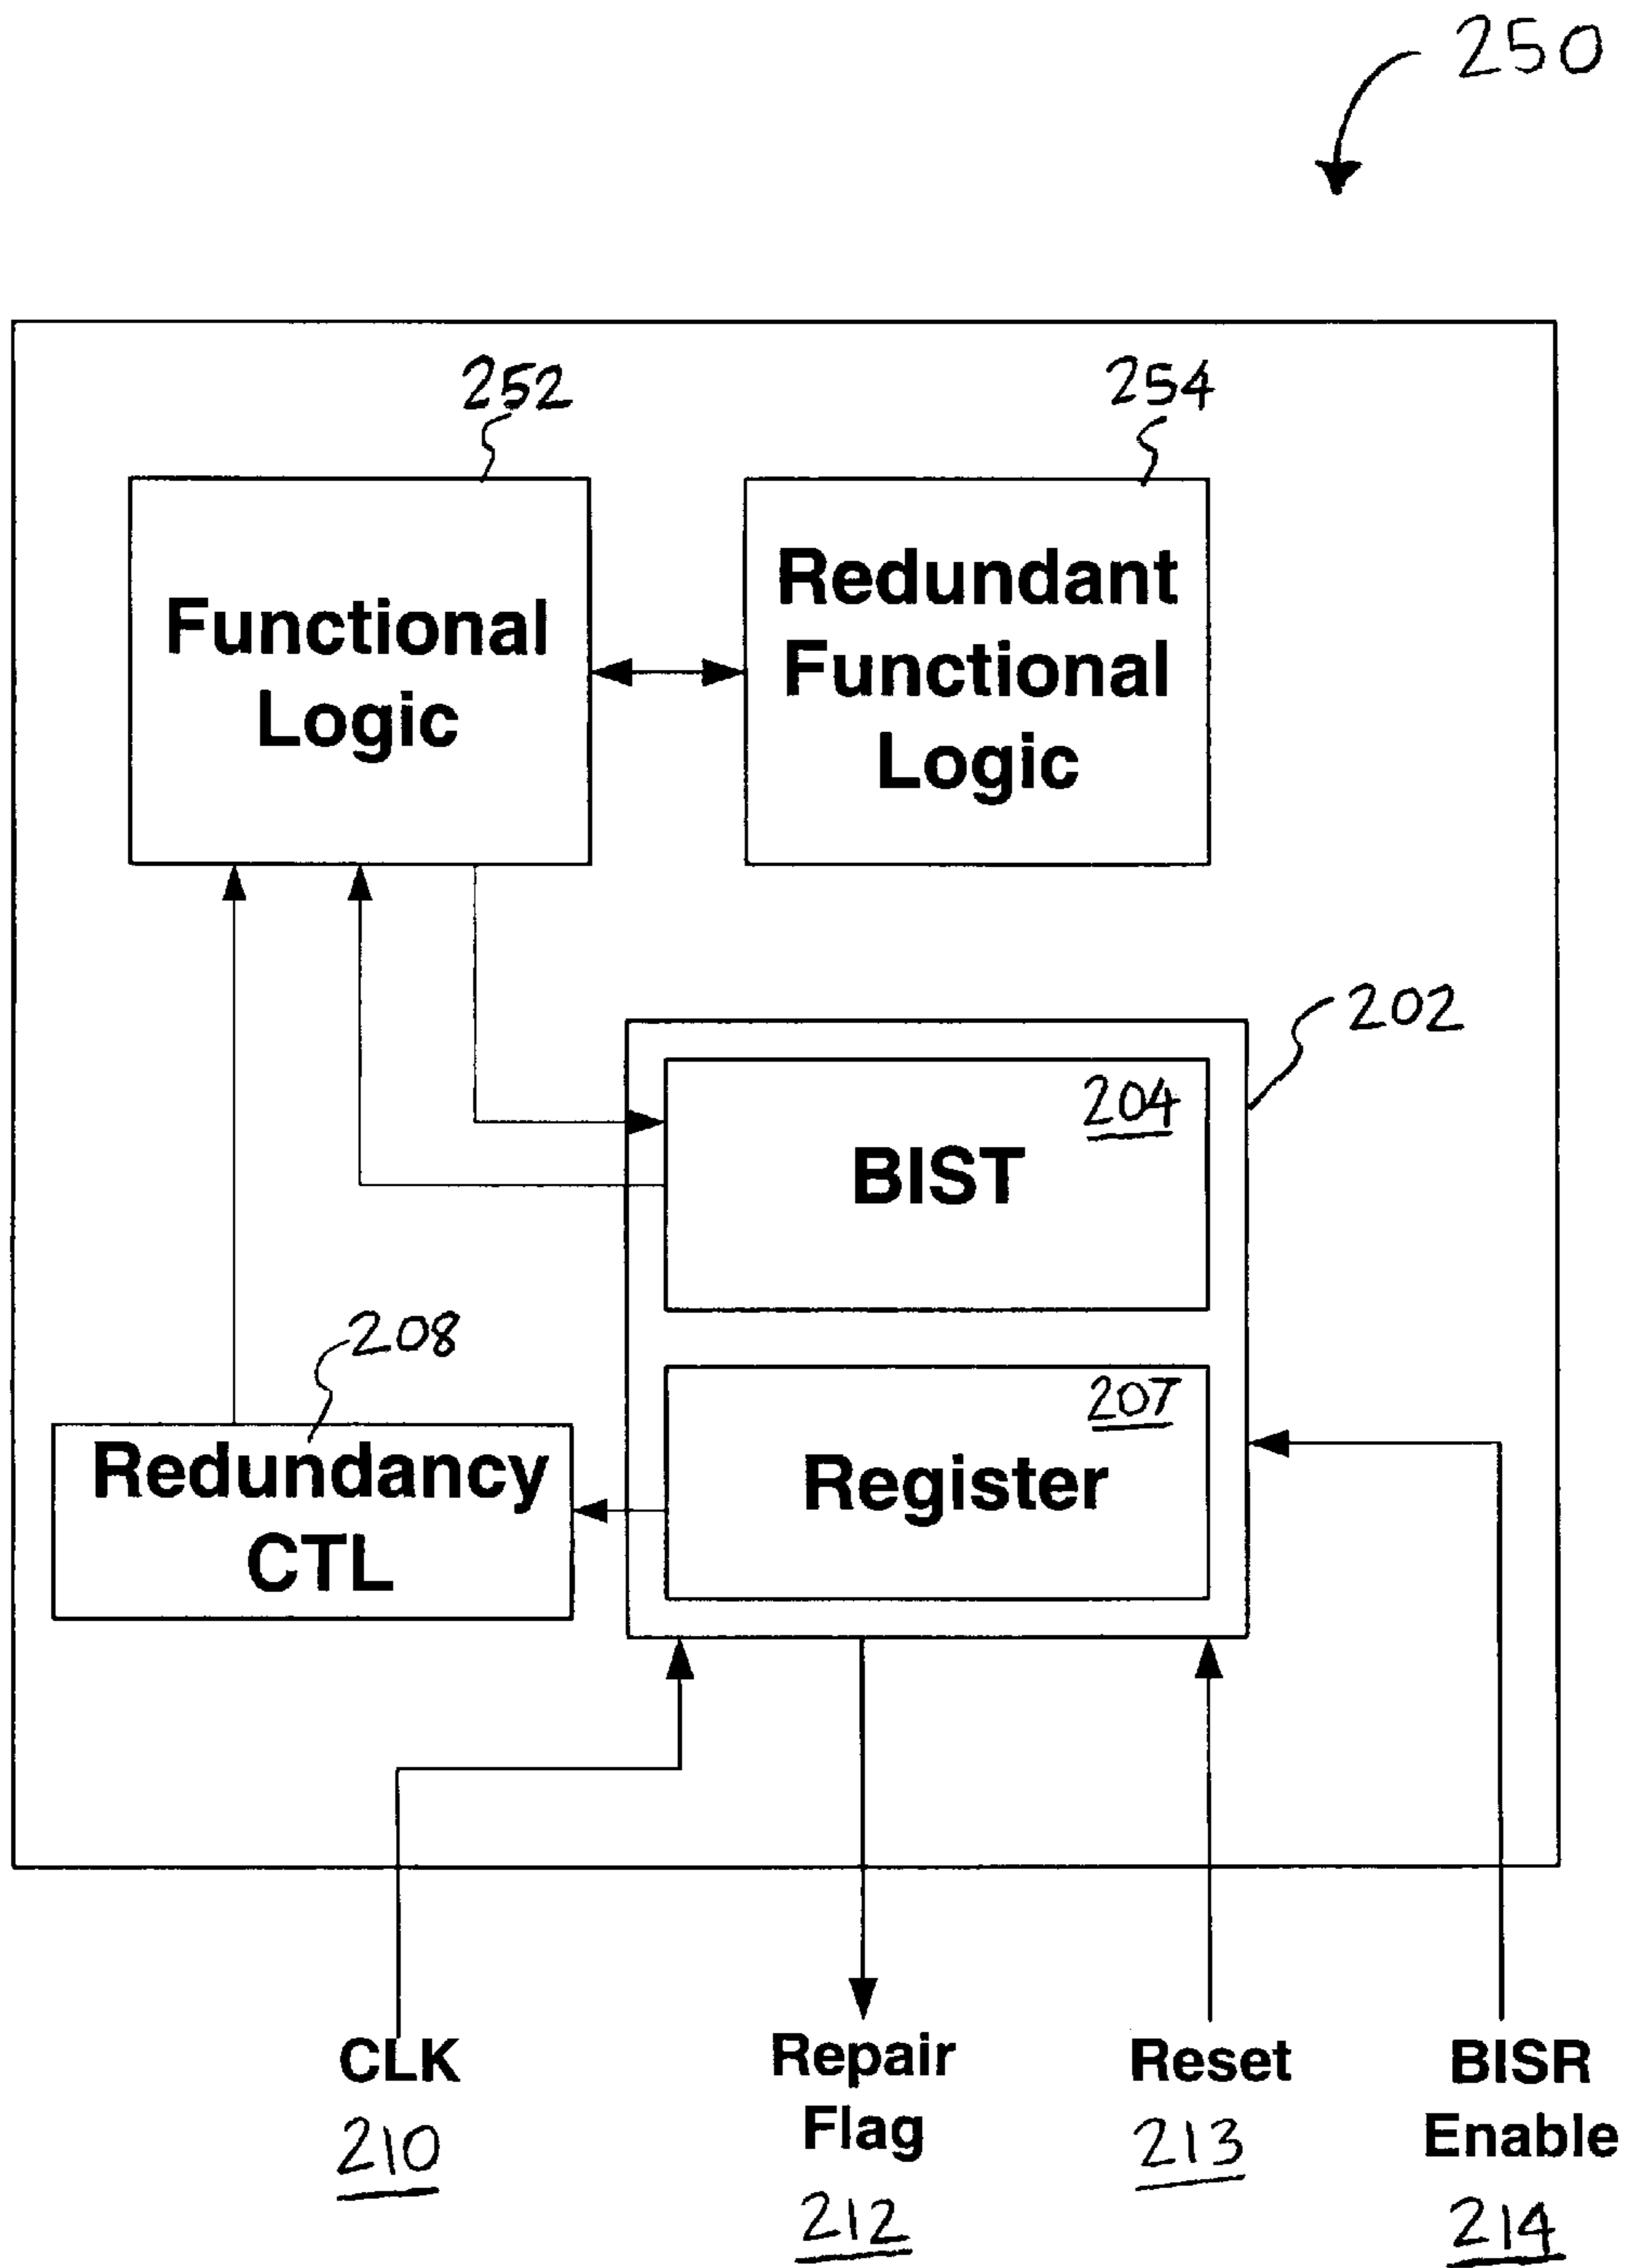 250
252
254
Functional
Logic
Redundant
Functional
Logic
202
204
BIST
208
Redundancy
CTL
207
Register
CLK
210
Repair
Flag
212
Reset
213
BISR
Enable
214